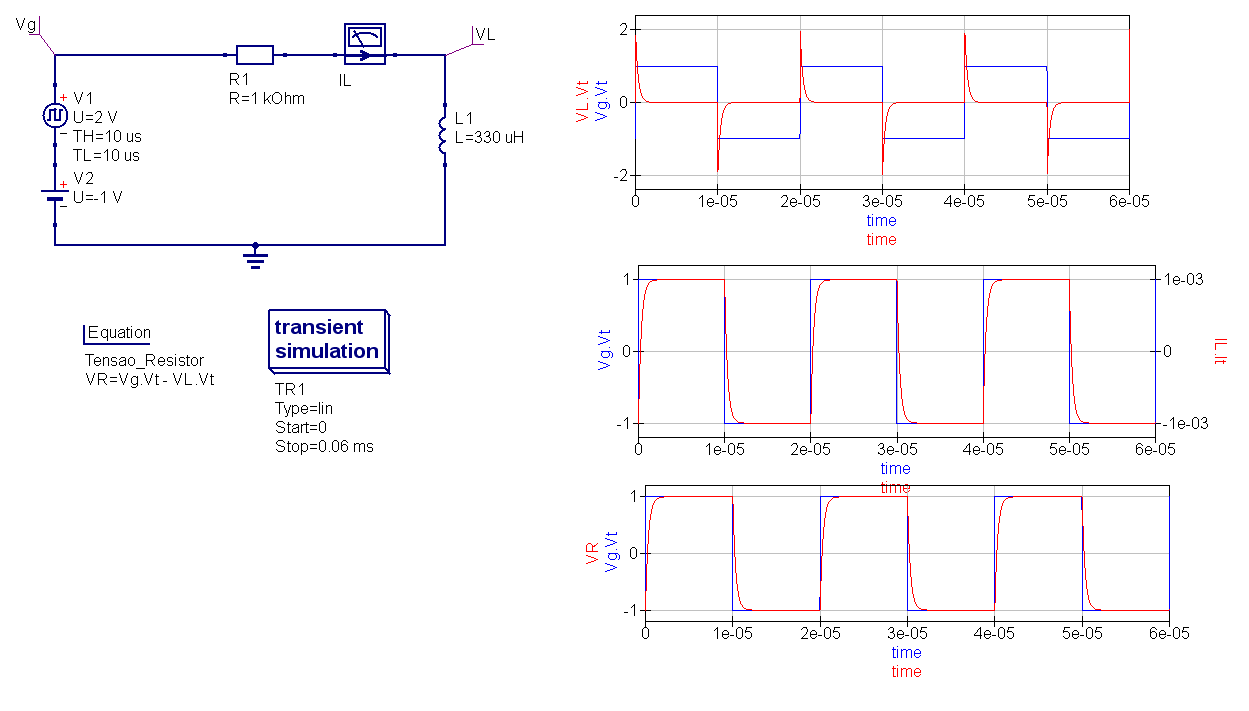 Vg
R1
R=1 kOhm
IL
VL
+ V1
U=2 V
TH=10 us
TL=10 us
+ V2
U=-1 V
L1
L=330 uH
Equation
Tensao_Resistor
VR=Vg.Vt - VL.Vt
transient
simulation
TR1
Type=lin
Start=0
Stop=0.06 ms
VL.Vt
Vg.Vt
2
0
-2
0 1e-05 2e-05 3e-05 4e-05 5e-05 6e-05
time
time
Vg.Vt
1
0
-1
1e-03
0
-1e-03
IL.It
0 1e-05 2e-05 3e-05 4e-05 5e-05 6e-05
time
time
VR
Vg.Vt
1
0
-1
0 1e-05 2e-05 3e-05 4e-05 5e-05 6e-05
time
time